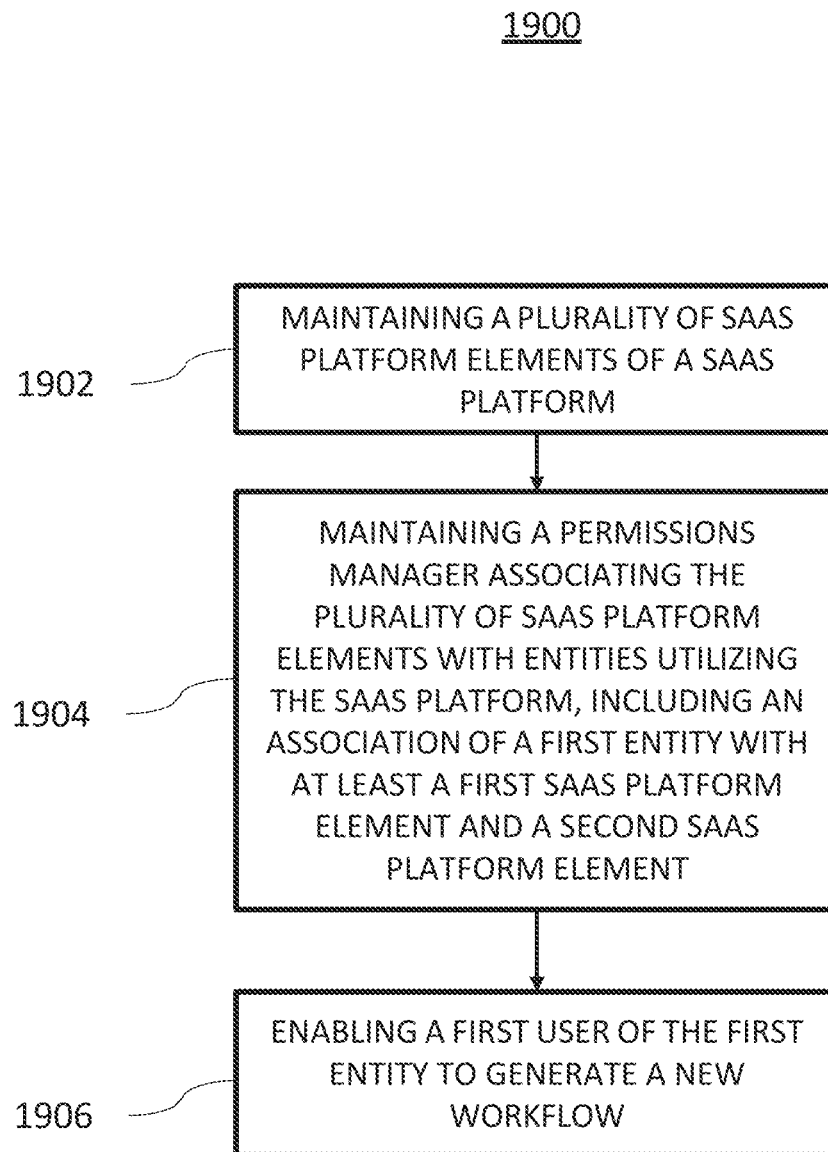 1900
MAINTAINING A PLURALITY OF SAAS
PLATFORM ELEMENTS OF A SAAS
PLATFORM
1902
MAINTAINING A PERMISSIONS
MANAGER ASSOCIATING THE
PLURALITY OF SAAS PLATFORM
ELEMENTS WITH ENTITIES UTILIZING
THE SAAS PLATFORM, INCLUDING AN
ASSOCIATION OF A FIRST ENTITY WITH
AT LEAST A FIRST SAAS PLATFORM
ELEMENT AND A SECOND SAAS
PLATFORM ELEMENT
1904
ENABLING A FIRST USER OF THE FIRST
ENTITY TO GENERATE A NEW
WORKFLOW
1906